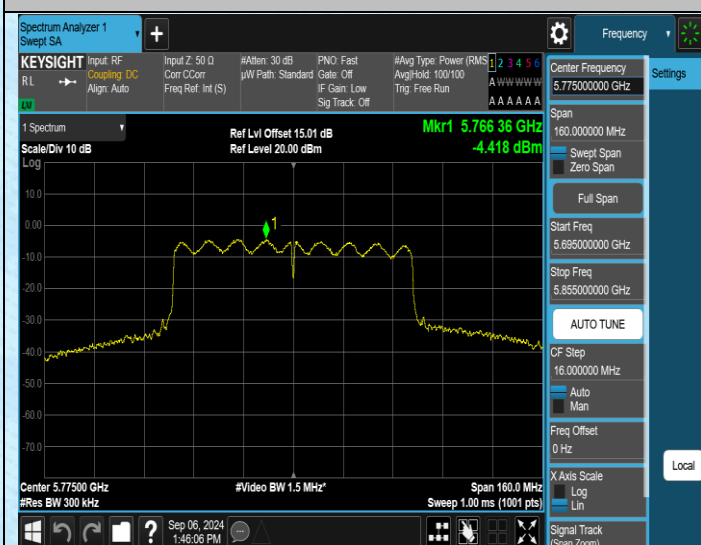 Spectrum Analyzer 1
Swept SA
+
Frequency
KEYSIGHT
RL
LXI
Input: RF
Coupling: DC
Align: Auto
Input Z: 50 Ω
Corr CCorr
Freq Ref: Int (S)
#Atten: 30 dB
µW Path: Standard
PNO: Fast
Gate: Off
IF Gain: Low
Sig Track: Off
#Avg Type: Power (RMS
Avg|Hold: 100/100
Trig: Free Run
1 2 3 4 5 6
A W W W W W
A A A A A A
1 Spectrum
Scale/Div 10 dB
Ref Lvl Offset 15.01 dB
Ref Level 20.00 dBm
Mkr1 5.766 36 GHz
-4.418 dBm
Log
10.0
0.00
-10.0
-20.0
-30.0
-40.0
-50.0
-60.0
-70.0
1
Center 5.77500 GHz
#Res BW 300 kHz
#Video BW 1.5 MHz*
Span 160.0 MHz
Sweep 1.00 ms (1001 pts)
?
Sep 06, 2024
1:46:06 PM
Center Frequency
5.775000000 GHz
Settings
Span
160.000000 MHz
Swept Span
Zero Span
Full Span
Start Freq
5.695000000 GHz
Stop Freq
5.855000000 GHz
AUTO TUNE
CF Step
16.000000 MHz
Auto
Man
Freq Offset
0 Hz
X Axis Scale
Log
Lin
Local
Signal Track
(Span Zoom)